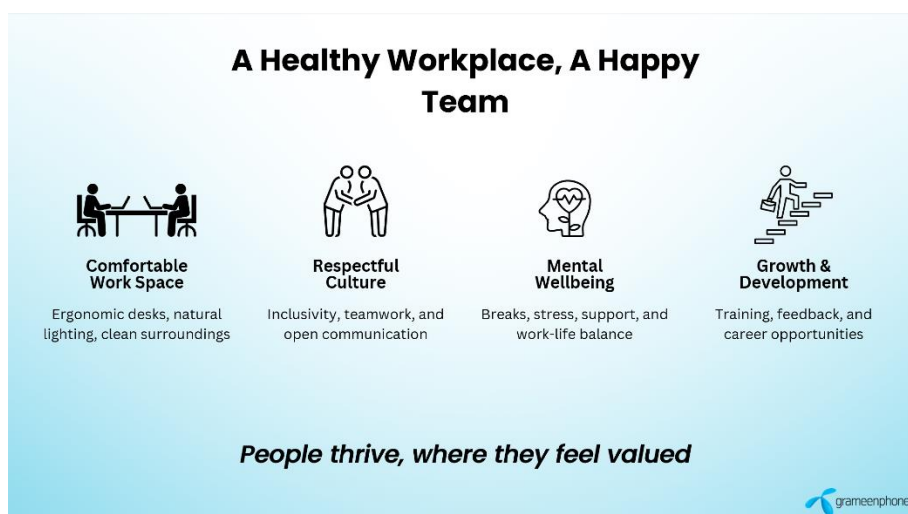 A Healthy Workplace, A Happy
Team
Comfortable
Work Space
Ergonomic desks, natural
lighting, clean surroundings
Respectful
Culture
Inclusivity, teamwork, and
open communication
Mental
Wellbeing
Breaks, stress, support, and
work-life balance
Growth &
Development
Training, feedback, and
career opportunities
People thrive, where they feel valued
grameenphone